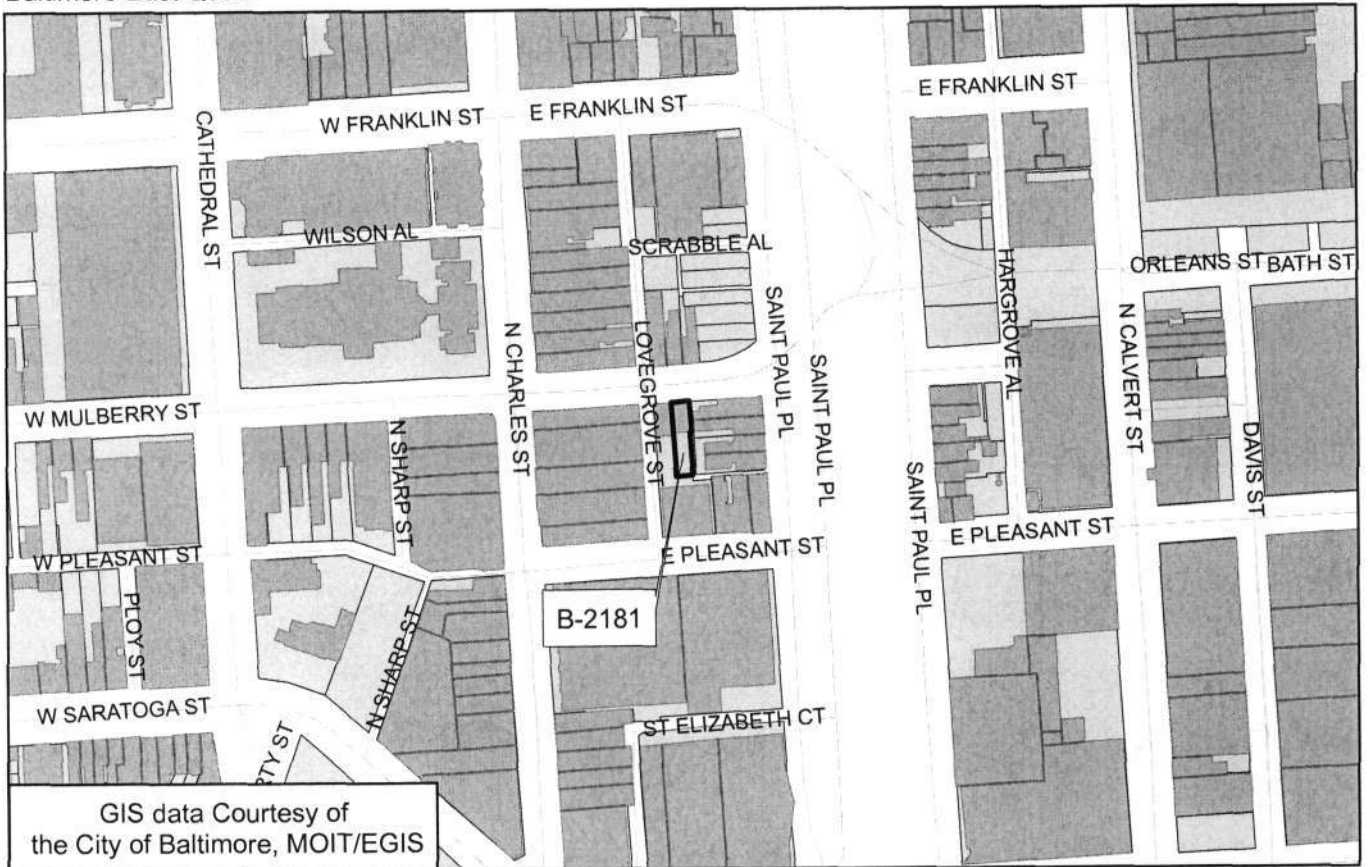 W FRANKLIN ST
E FRANKLIN ST
E FRANKLIN ST
CATHEDRAL ST
WILSON AL
SCRABBLE AL
ORLEANS ST
BATH ST
HARGROVE AL
N CHARLES ST
LOVEGROVE ST
SAINT PAUL PL
SAINT PAUL PL
N CALVERT ST
W MULBERRY ST
N SHARP ST
DAVIS ST
SAINT PAUL PL
W PLEASANT ST
E PLEASANT ST
E PLEASANT ST
PLOY ST
B-2181
N SHARP ST
W SARATOGA ST
ST ELIZABETH CT
RTY ST
GIS data Courtesy of
the City of Baltimore, MOIT/EGIS